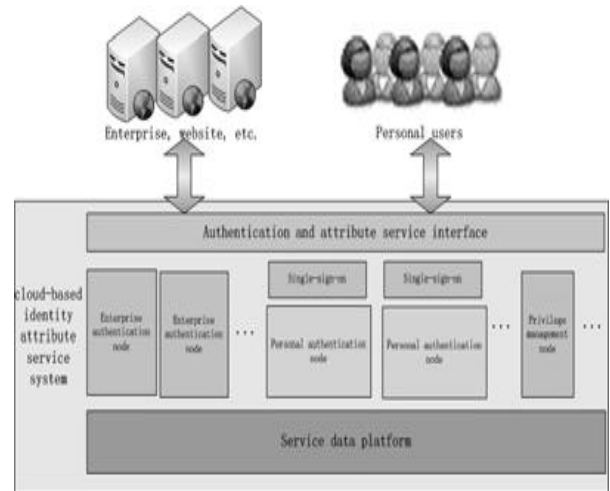 Enterprise, website, etc.
Personal users
Authentication and attribute service interface
cloud-based
identity
attribute
service
system
Enterprise
authentication
node
Enterprise
authentication
node
...
Single-sign-on
Personal authentication
node
Single-sign-on
Personal authentication
node
...
Privilege
management
node
...
Service data platform